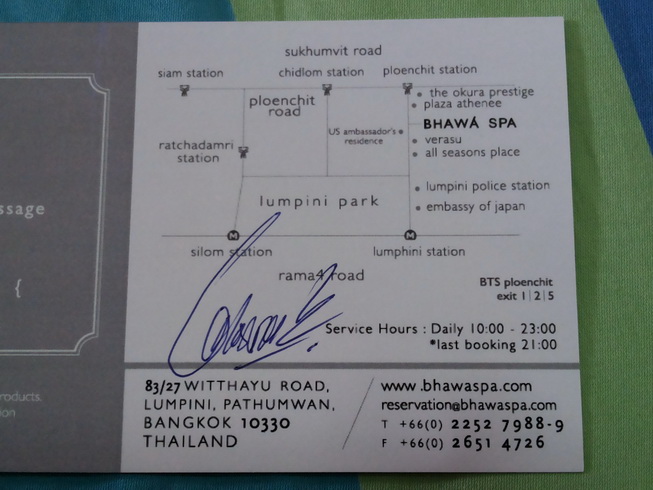 sukhumvit road
siam station
chidlom station
ploenchit station
ploenchit
road
the okura prestige
plaza athenee
BHAWÁ SPA
US ambassador's
residence
verasu
all seasons place
ratchadamri
station
lumpini police station
lumpini park
embassy of japan
ssage
silom station
lumphini station
rama4 road
{
BTS ploenchit
exit 1|2|5
Service Hours : Daily 10:00 - 23:00
*last booking 21:00
roducts.
ion
83/27 WITTHAYU ROAD,
LUMPINI, PATHUMWAN,
BANGKOK 10330
THAILAND
www.bhawaspa.com
reservation@bhawaspa.com
T +66(0) 2252 7988-9
F +66(0) 2651 4726